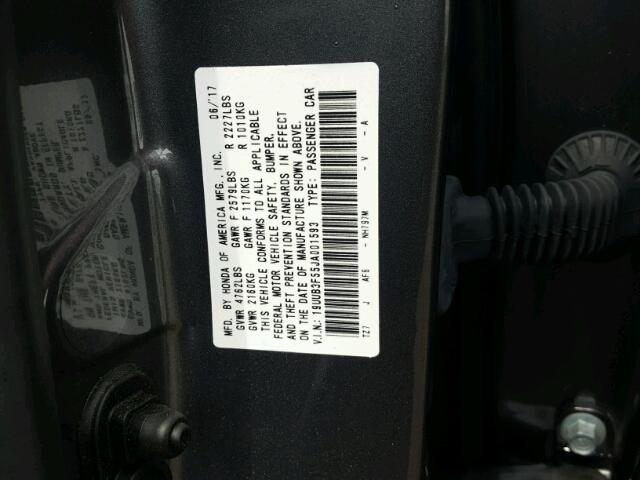 MFD. BY HONDA OF AMERICA MFG., INC. 06/17
GVWR 4762LBS GAWR F 2579LBS R 2227LBS
GVWR 2160KG GAWR F 1170KG R 1010KG
THIS VEHICLE CONFORMS TO ALL APPLICABLE
FEDERAL MOTOR VEHICLE SAFETY, BUMPER,
AND THEFT PREVENTION STANDARDS IN EFFECT
ON THE DATE OF MANUFACTURE SHOWN ABOVE.
V.I.N.: 19UUB3F55JA001593 TYPE: PASSENGER CAR
TZ7 J AF6 - NH797M - V - A